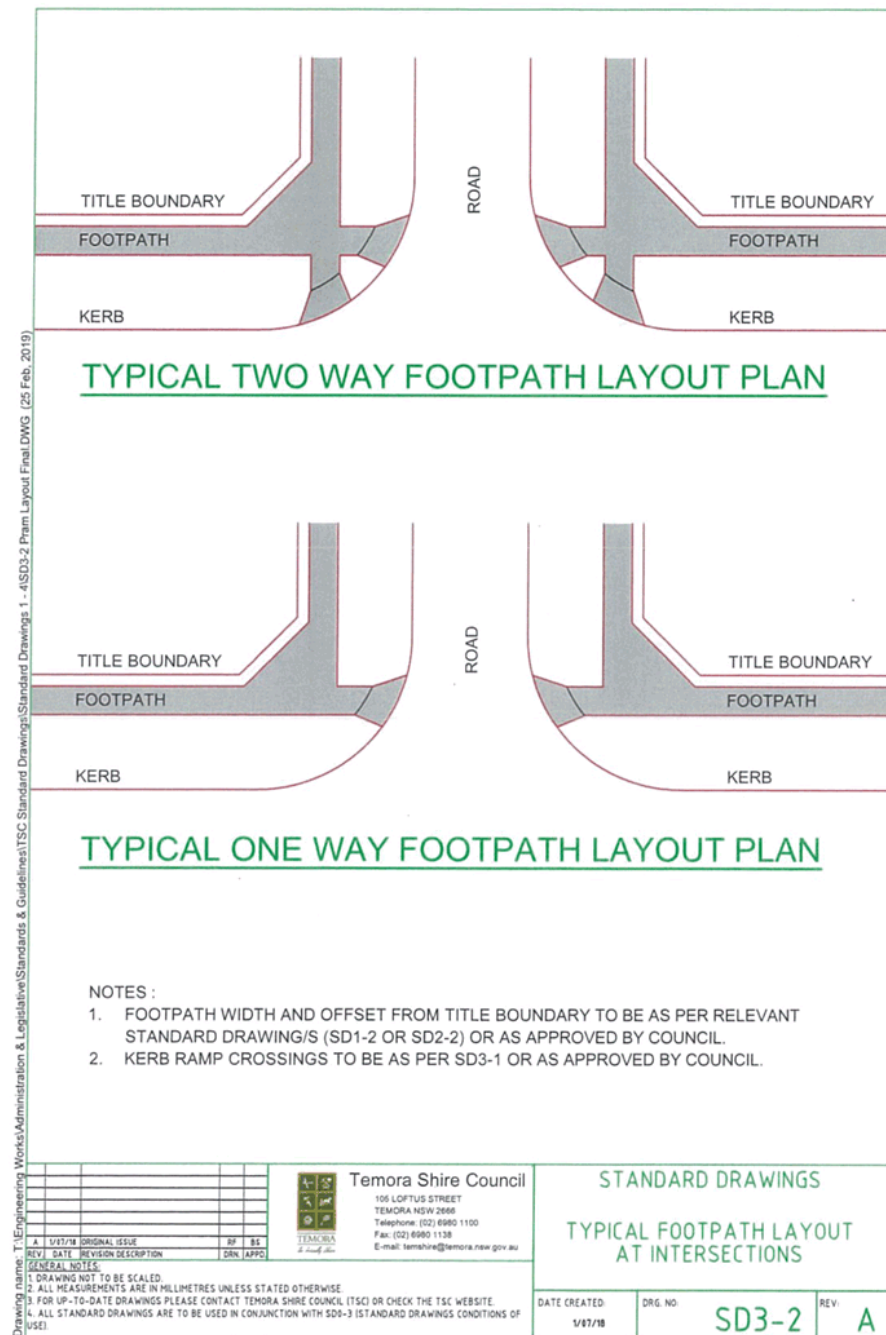 TITLE BOUNDARY
FOOTPATH
KERB
ROAD
TITLE BOUNDARY
FOOTPATH
KERB
TYPICAL TWO WAY FOOTPATH LAYOUT PLAN
TITLE BOUNDARY
FOOTPATH
KERB
ROAD
TITLE BOUNDARY
FOOTPATH
KERB
TYPICAL ONE WAY FOOTPATH LAYOUT PLAN
NOTES :
1. FOOTPATH WIDTH AND OFFSET FROM TITLE BOUNDARY TO BE AS PER RELEVANT
STANDARD DRAWING/S (SD1-2 OR SD2-2) OR AS APPROVED BY COUNCIL.
2. KERB RAMP CROSSINGS TO BE AS PER SD3-1 OR AS APPROVED BY COUNCIL.
Drawing name: T:\Engineering Works\Administration & Legislative\Standards & Guidelines\TSC Standard Drawings\Standard Drawings 1 - 4\SD3-2 Pram Layout Final.DWG (25 Feb, 2019)
A 1/07/18 ORIGINAL ISSUE RF BS
REV. DATE REVISION DESCRIPTION DRN. APPD.
GENERAL NOTES:
1. DRAWING NOT TO BE SCALED.
2. ALL MEASUREMENTS ARE IN MILLIMETRES UNLESS STATED OTHERWISE.
3. FOR UP-TO-DATE DRAWINGS PLEASE CONTACT TEMORA SHIRE COUNCIL (TSC) OR CHECK THE TSC WEBSITE.
4. ALL STANDARD DRAWINGS ARE TO BE USED IN CONJUNCTION WITH SD0-3 (STANDARD DRAWINGS CONDITIONS OF
USE).
TEMORA
Temora Shire Council
105 LOFTUS STREET
TEMORA NSW 2666
Telephone: (02) 6980 1100
Fax: (02) 6980 1138
E-mail: temshire@temora.nsw.gov.au
STANDARD DRAWINGS
TYPICAL FOOTPATH LAYOUT
AT INTERSECTIONS
DATE CREATED:
1/07/18
DRG. NO:
SD3-2
REV:
A